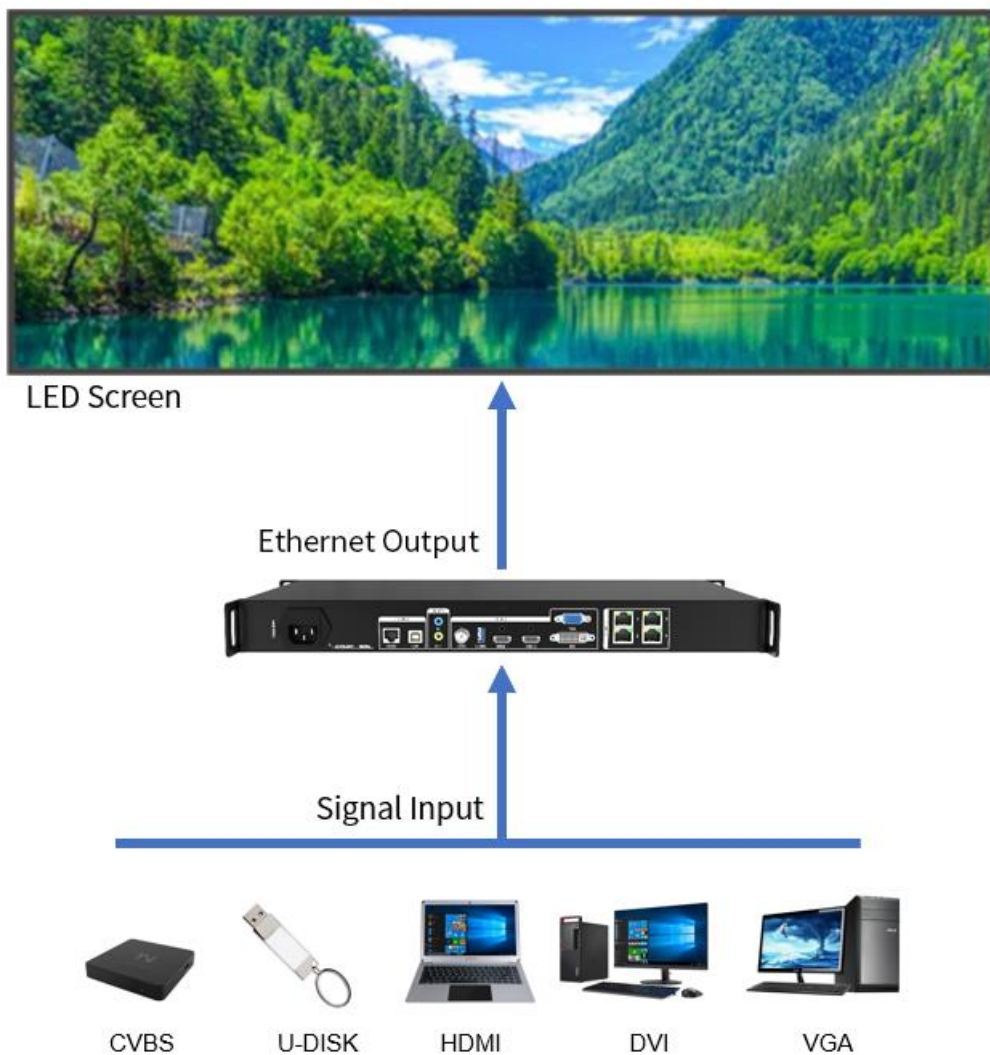 LED Screen
Ethernet Output
Signal Input
CVBS
U-DISK
HDMI
DVI
VGA